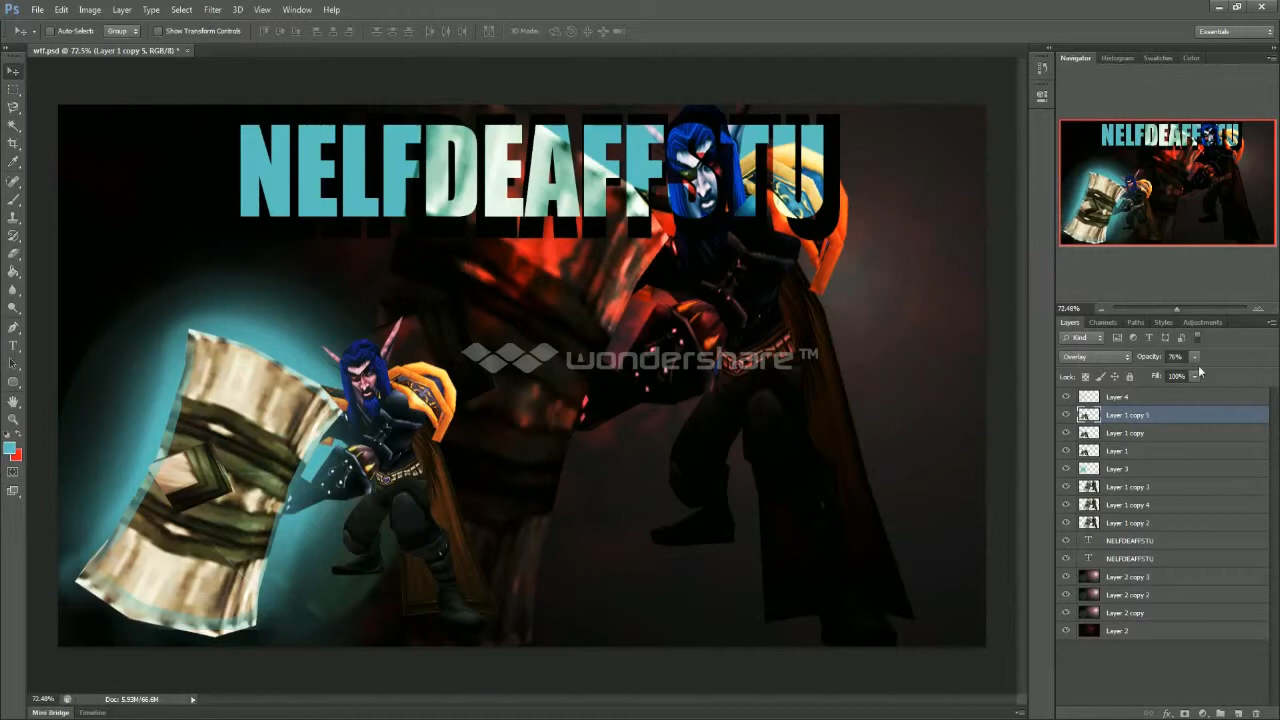 Ps File Edit Image Layer Type Select Filter 3D View Window Help
Auto-Select: Group Show Transform Controls 3D Mode: Essentials
wtf.psd @ 72.5% (Layer 1 copy 5, RGB/8) * ×
Navigator Histogram Swatches Color
NELFDEAFFSTU
NELFDEAFFSTU
72.48%
Layers Channels Paths Styles Adjustments
Kind
Overlay Opacity: 76%
Lock: Fill: 100%
wondershare™
Layer 4
Layer 1 copy 5
Layer 1 copy
Layer 1
Layer 3
Layer 1 copy 3
Layer 1 copy 4
Layer 1 copy 2
T NELFDEAFFSTU
T NELFDEAFFSTU
Layer 2 copy 3
Layer 2 copy 2
Layer 2 copy
Layer 2
72.48% Doc: 5.93M/66.6M
Mini Bridge Timeline
fx